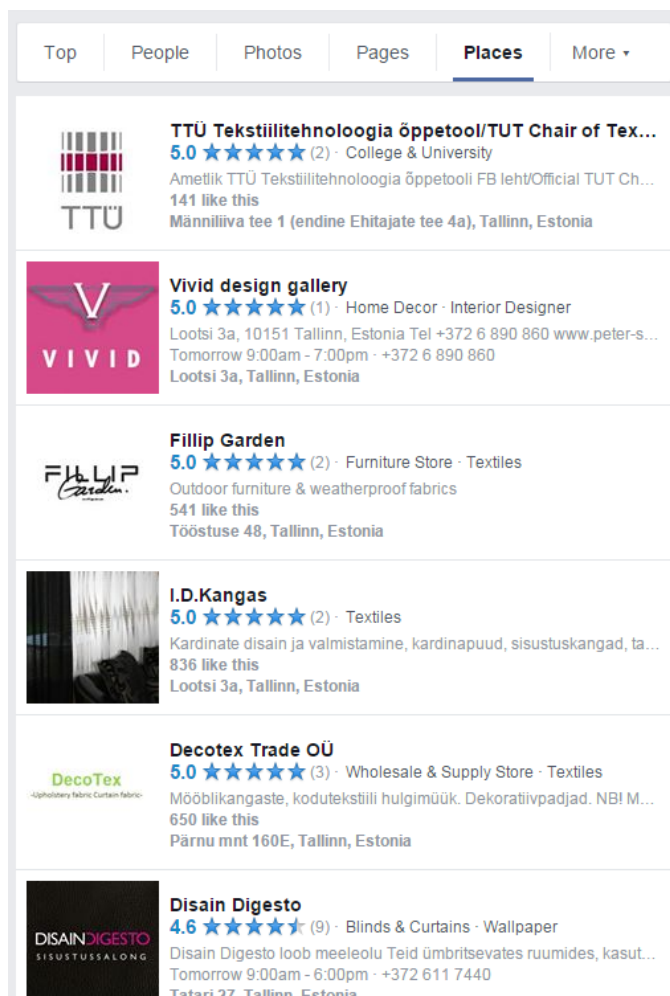 Top People Photos Pages Places More
TTÜ
TTÜ Tekstiilitehnoloogia õppetool/TUT Chair of Tex...
5.0 (2) · College & University
Ametlik TTÜ Tekstiilitehnoloogia õppetooli FB leht/Official TUT Ch...
141 like this
Männiliiva tee 1 (endine Ehitajate tee 4a), Tallinn, Estonia
V
VIVID
Vivid design gallery
5.0 (1) · Home Decor · Interior Designer
Lootsi 3a, 10151 Tallinn, Estonia Tel +372 6 890 860 www.peter-s...
Tomorrow 9:00am - 7:00pm · +372 6 890 860
Lootsi 3a, Tallinn, Estonia
FILLIP
Garden.
Fillip Garden
5.0 (2) · Furniture Store · Textiles
Outdoor furniture & weatherproof fabrics
541 like this
Tööstuse 48, Tallinn, Estonia
I.D.Kangas
5.0 (2) · Textiles
Kardinate disain ja valmistamine, kardinapuud, sisustuskangad, ta...
836 like this
Lootsi 3a, Tallinn, Estonia
DecoTex
-Upholstery fabric Curtain fabric-
Decotex Trade OÜ
5.0 (3) · Wholesale & Supply Store · Textiles
Mööblikangaste, kodutekstiili hulgimüük. Dekoratiivpadjad. NB! M...
650 like this
Pärnu mnt 160E, Tallinn, Estonia
DISAINDIGESTO
SISUSTUSSALONG
Disain Digesto
4.6 (9) · Blinds & Curtains · Wallpaper
Disain Digesto loob meeleolu Teid ümbritsevates ruumides, kasut...
Tomorrow 9:00am - 6:00pm · +372 611 7440
Tatari 27, Tallinn, Estonia